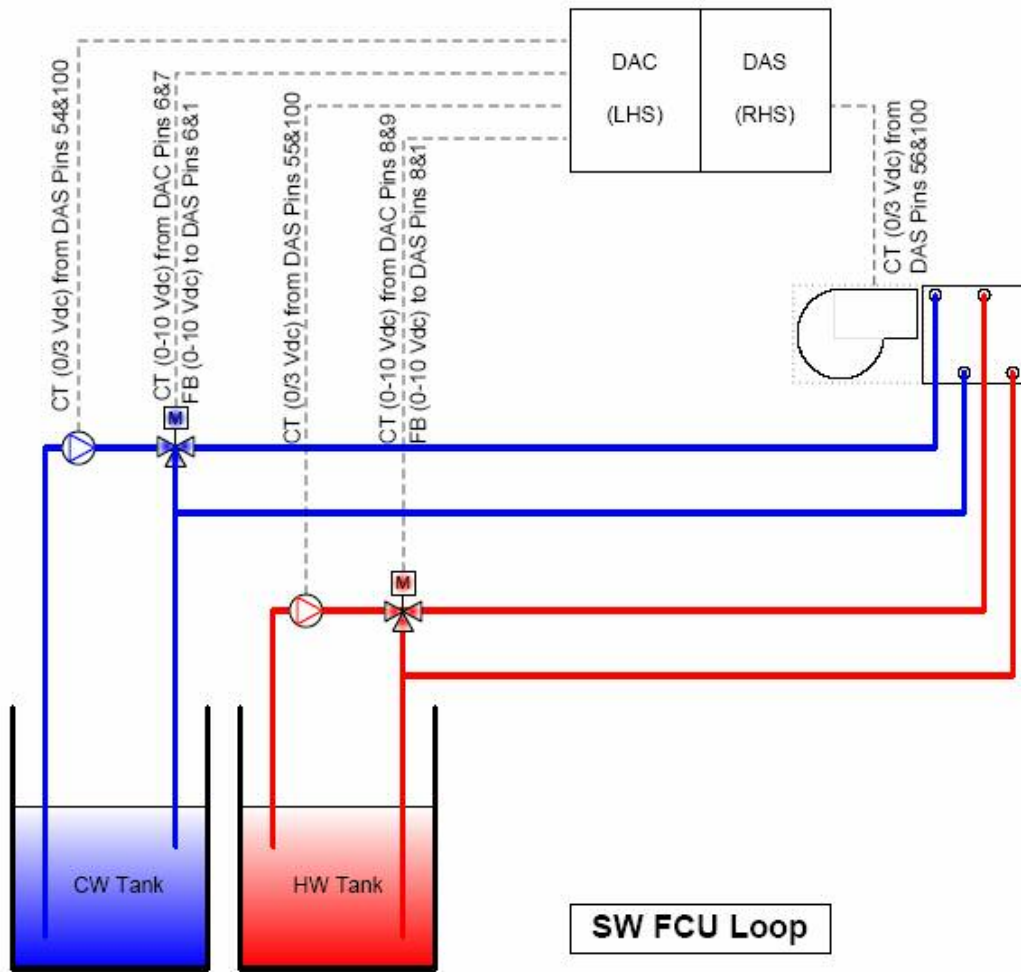 DAC
DAS
(LHS)
(RHS)
CT (0/3 Vdc) from DAS Pins 54&100
CT (0-10 Vdc) from DAC Pins 6&7
FB (0-10 Vdc) to DAS Pins 6&1
CT (0/3 Vdc) from DAS Pins 55&100
CT (0-10 Vdc) from DAC Pins 8&9
FB (0-10 Vdc) to DAS Pins 8&1
CT (0/3 Vdc) from
DAS Pins 56&100
M
M
CW Tank
HW Tank
SW FCU Loop